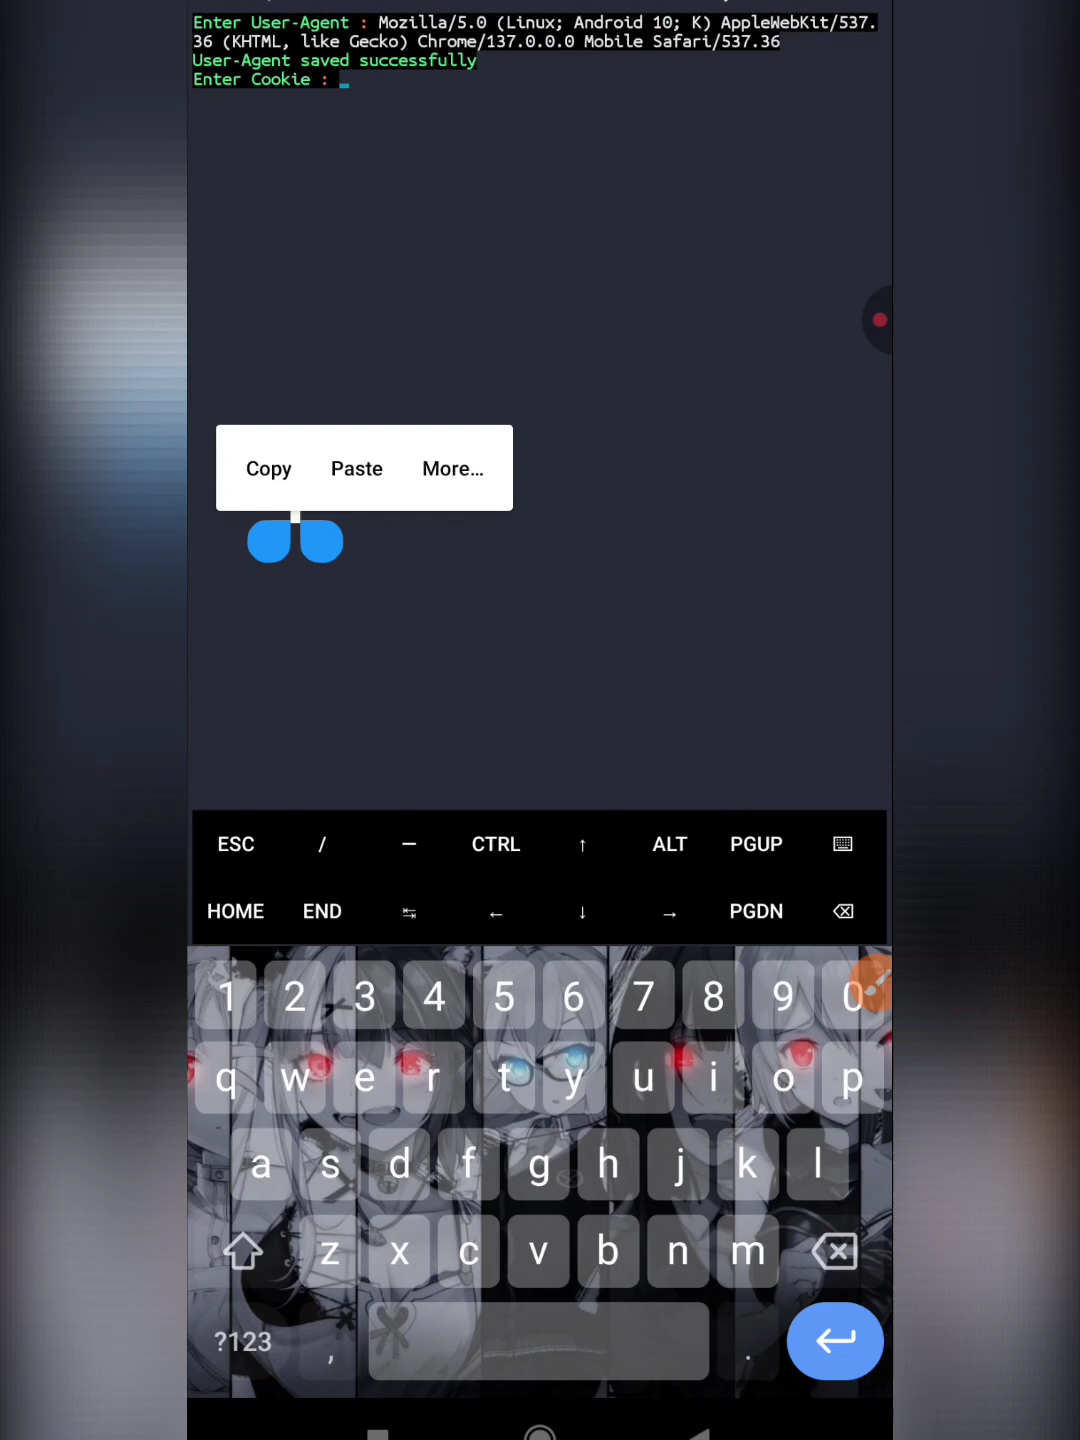 Enter User-Agent : Mozilla/5.0 (Linux; Android 10; K) AppleWebKit/537.
36 (KHTML, like Gecko) Chrome/137.0.0.0 Mobile Safari/537.36
User-Agent saved successfully
Enter Cookie :
Copy Paste More...
ESC / — CTRL ↑ ALT PGUP
HOME END ↹ ← ↓ → PGDN ⌫
1 2 3 4 5 6 7 8 9 0
q w e r t y u i o p
a s d f g h j k l
z x c v b n m
?123 , .